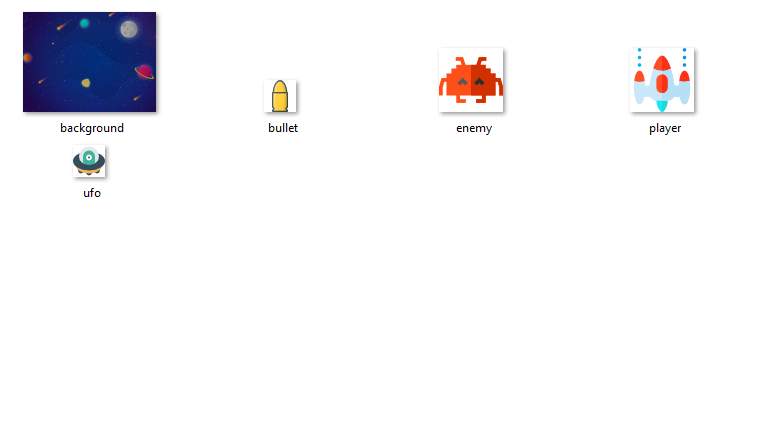 background
bullet
enemy
player
ufo